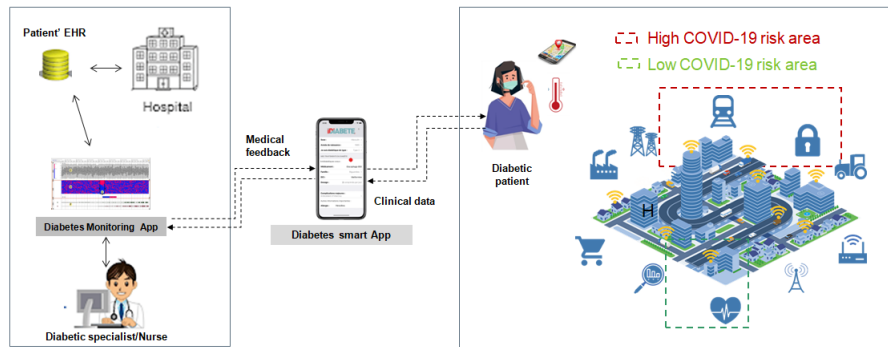 Patient' EHR
Hospital
Diabetes Monitoring App
Diabetic specialist/Nurse
Medical
feedback
DIABETE
Clinical data
Diabetes smart App
Diabetic
patient
High COVID-19 risk area
Low COVID-19 risk area
H